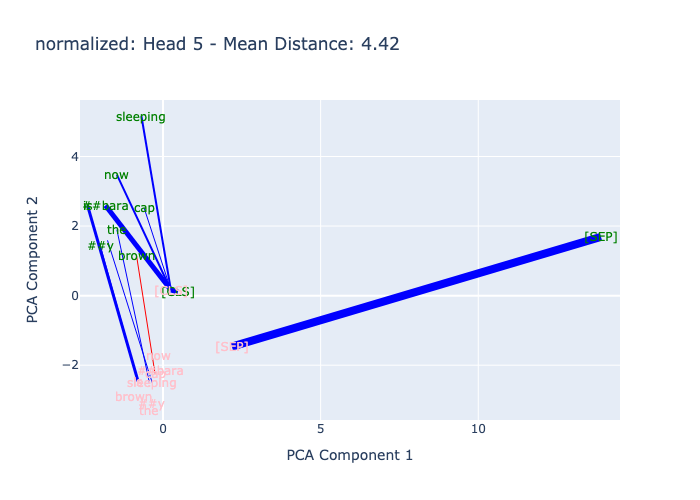 normalized: Head 5 - Mean Distance: 4.42
sleeping
4
now
##bara
cap
2
the
##y
brown
[SEP]
0
[CLS]
[SEP]
now
##bara
−2
sleeping
brown
##y
the
0
5
10
PCA Component 1
PCA Component 2